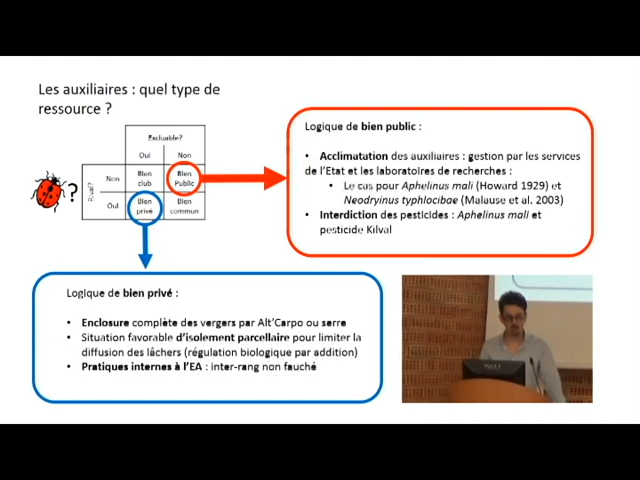 Les auxiliaires : quel type de
ressource ?
Excluable?
Oui Non
Rival? Non Bien club Bien Public
Oui Bien privé Bien commun
?
Logique de bien public :
• Acclimatation des auxiliaires : gestion par les services
de l'Etat et les laboratoires de recherches :
• Le cas pour Aphelinus mali (Howard 1929) et
Neodryinus typhlocibae (Malause et al. 2003)
• Interdiction des pesticides : Aphelinus mali et
pesticide Kilval
Logique de bien privé :
• Enclosure complète des vergers par Alt'Carpo ou serre
• Situation favorable d'isolement parcellaire pour limiter la
diffusion des lâchers (régulation biologique par addition)
• Pratiques internes à l'EA : inter-rang non fauché